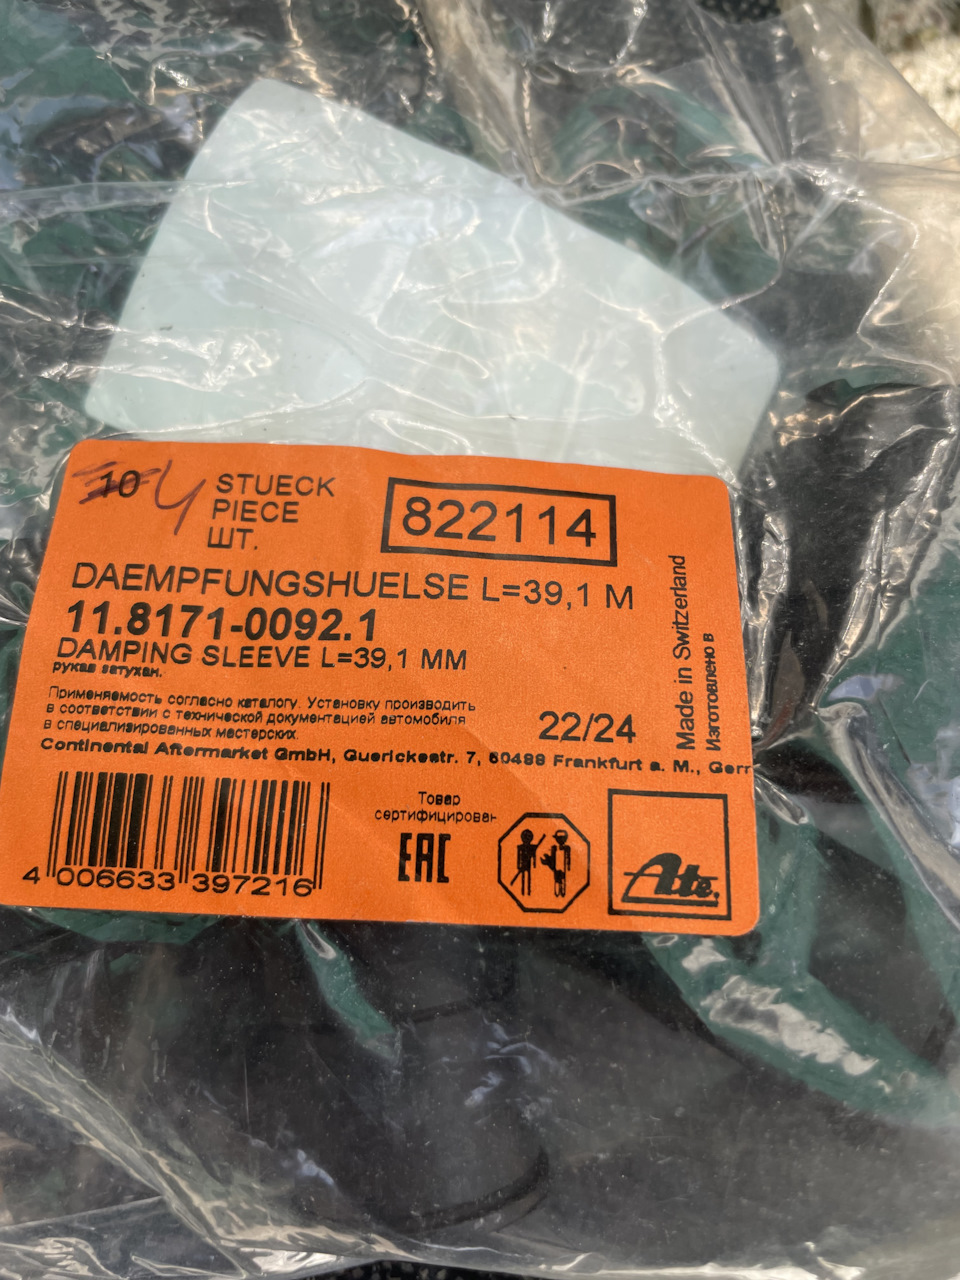 10 4 STUECK
PIECE
ШТ.
822114
DAEMPFUNGSHUELSE L=39,1 M
11.8171-0092.1
DAMPING SLEEVE L=39,1 MM
рукав затухан.
Применяемость согласно каталогу. Установку производить
в соответствии с технической документацией автомобиля
в специализированных мастерских.
22/24
Continental Aftermarket GmbH, Guerickestr. 7, 60488 Frankfurt a. M., Gerr
Made in Switzerland
Изготовлено в
4 006633 397216
Товар
сертифицирован
EAC
Ate